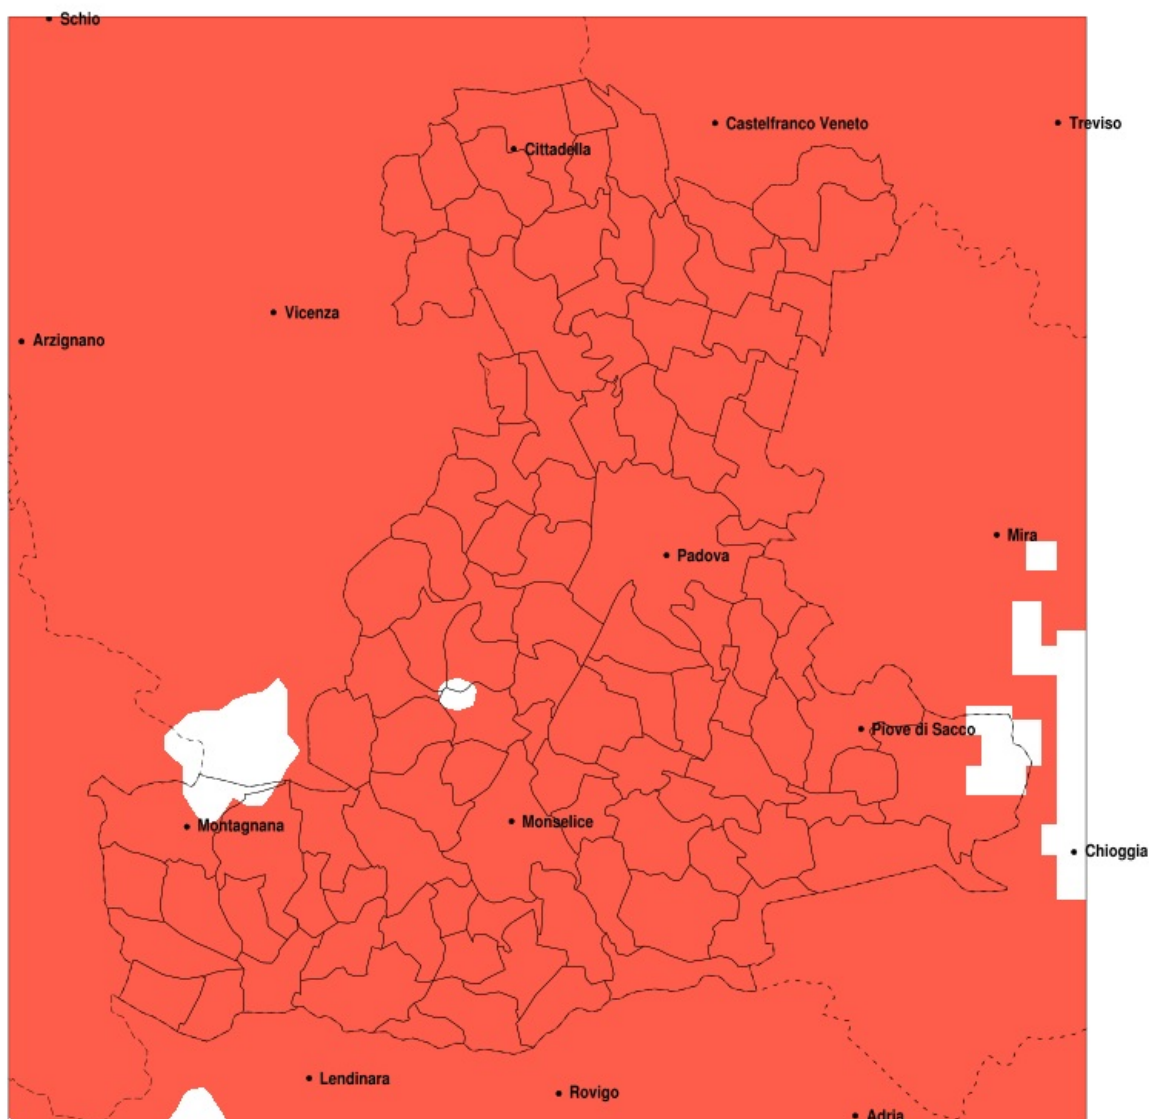 Schio
Castelfranco Veneto
Treviso
Cittadella
Vicenza
Arzignano
Mira
Padova
Piove di Sacco
Montagnana
Monselice
Chioggia
Lendinara
Rovigo
Adria